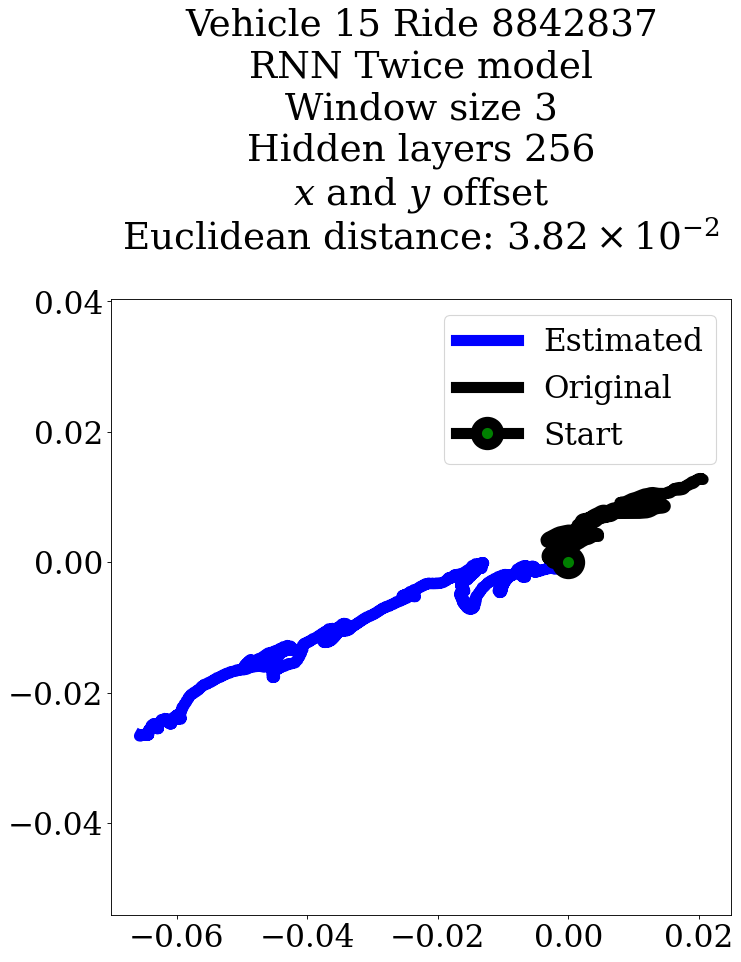 Vehicle 15 Ride 8842837
RNN Twice model
Window size 3
Hidden layers 256
x and y offset
Euclidean distance: 3.82 × 10⁻²
0.04
0.02
0.00
−0.02
−0.04
Estimated
Original
Start
−0.06 −0.04 −0.02 0.00 0.02